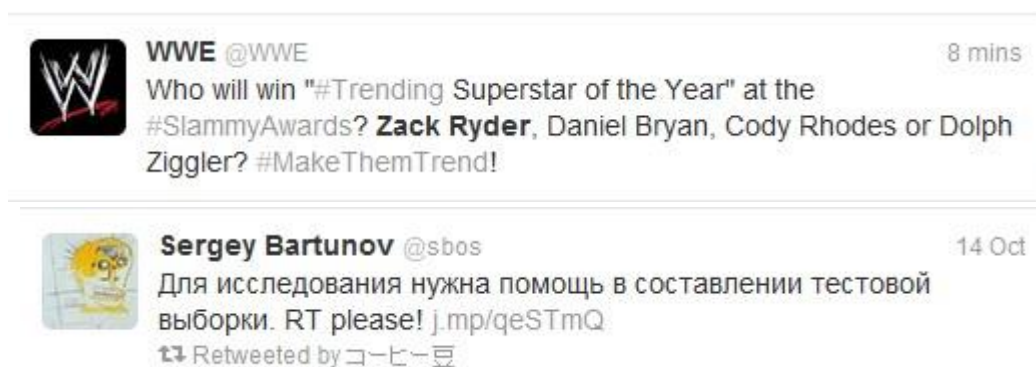 WWE @WWE 8 mins
Who will win "#Trending Superstar of the Year" at the
#SlammyAwards? Zack Ryder, Daniel Bryan, Cody Rhodes or Dolph
Ziggler? #MakeThemTrend!
Sergey Bartunov @sbos 14 Oct
Для исследования нужна помощь в составлении тестовой
выборки. RT please! j.mp/qeSTmQ
Retweeted by コーヒー豆